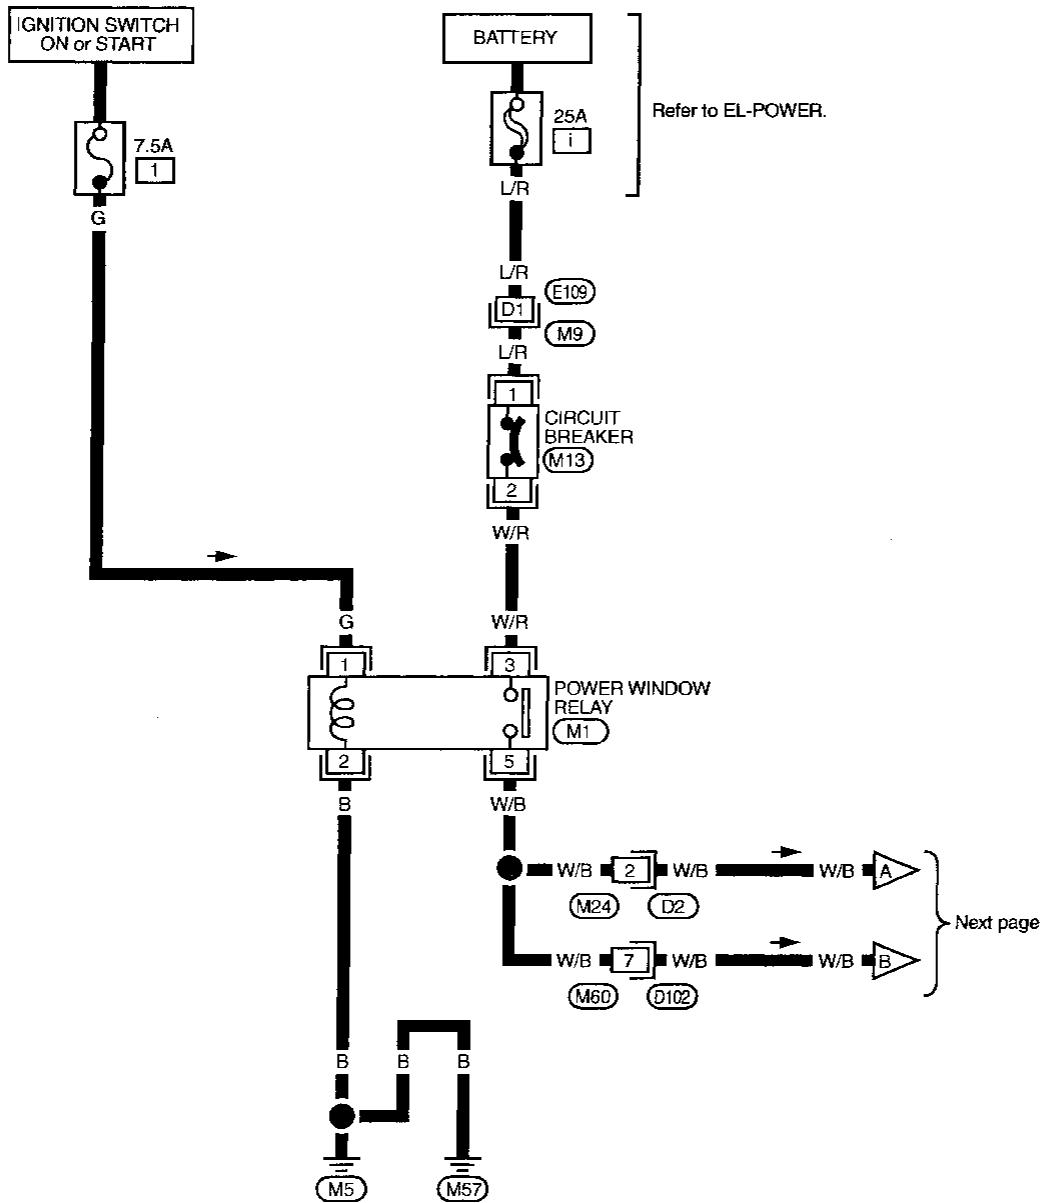 IGNITION SWITCH
ON or START
BATTERY
Refer to EL-POWER.
7.5A
1
25A
i
G
L/R
L/R
E109
D1
M9
L/R
1
CIRCUIT
BREAKER
M13
2
W/R
G
W/R
1
3
POWER WINDOW
RELAY
M1
2
5
B
W/B
W/B
2
W/B
W/B
A
M24
D2
Next page
W/B
7
W/B
W/B
B
M60
D102
B
B
B
M5
M57